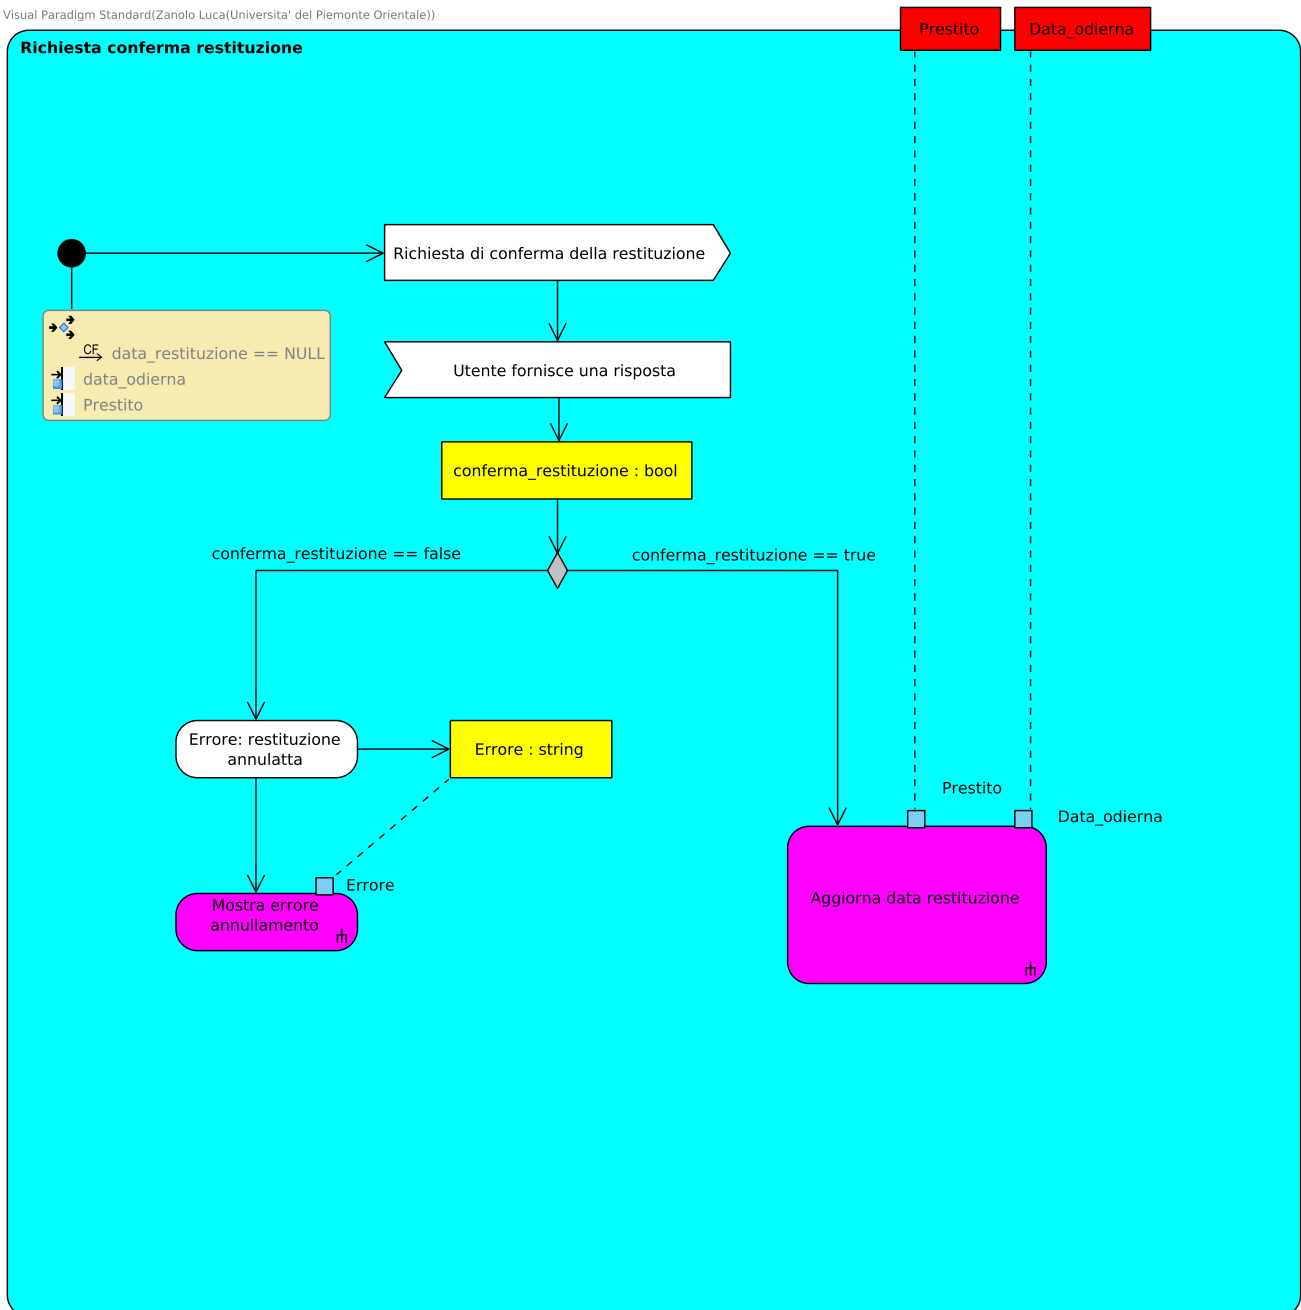 Visual Paradigm Standard(Zanolo Luca(Universita' del Piemonte Orientale))
Prestito
Data_odierna
Richiesta conferma restituzione
Richiesta di conferma della restituzione
CF
data_restituzione == NULL
data_odierna
Prestito
Utente fornisce una risposta
conferma_restituzione : bool
conferma_restituzione == false
conferma_restituzione == true
Errore: restituzione
annulatta
Errore : string
Prestito
Data_odierna
Errore
Mostra errore
annullamento
Aggiorna data restituzione